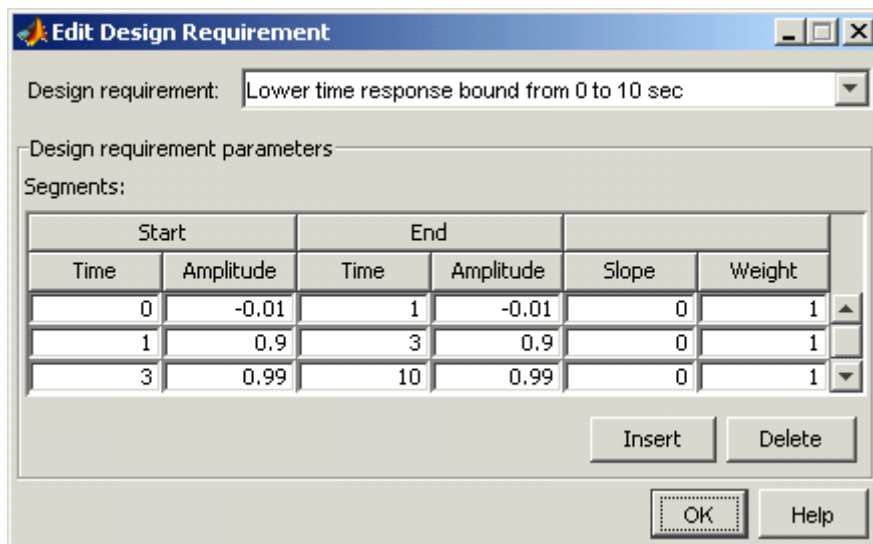 Edit Design Requirement
Design requirement: Lower time response bound from 0 to 10 sec
Design requirement parameters
Segments:
Start End
Time Amplitude Time Amplitude Slope Weight
0 -0.01 1 -0.01 0 1
1 0.9 3 0.9 0 1
3 0.99 10 0.99 0 1
Insert Delete
OK Help